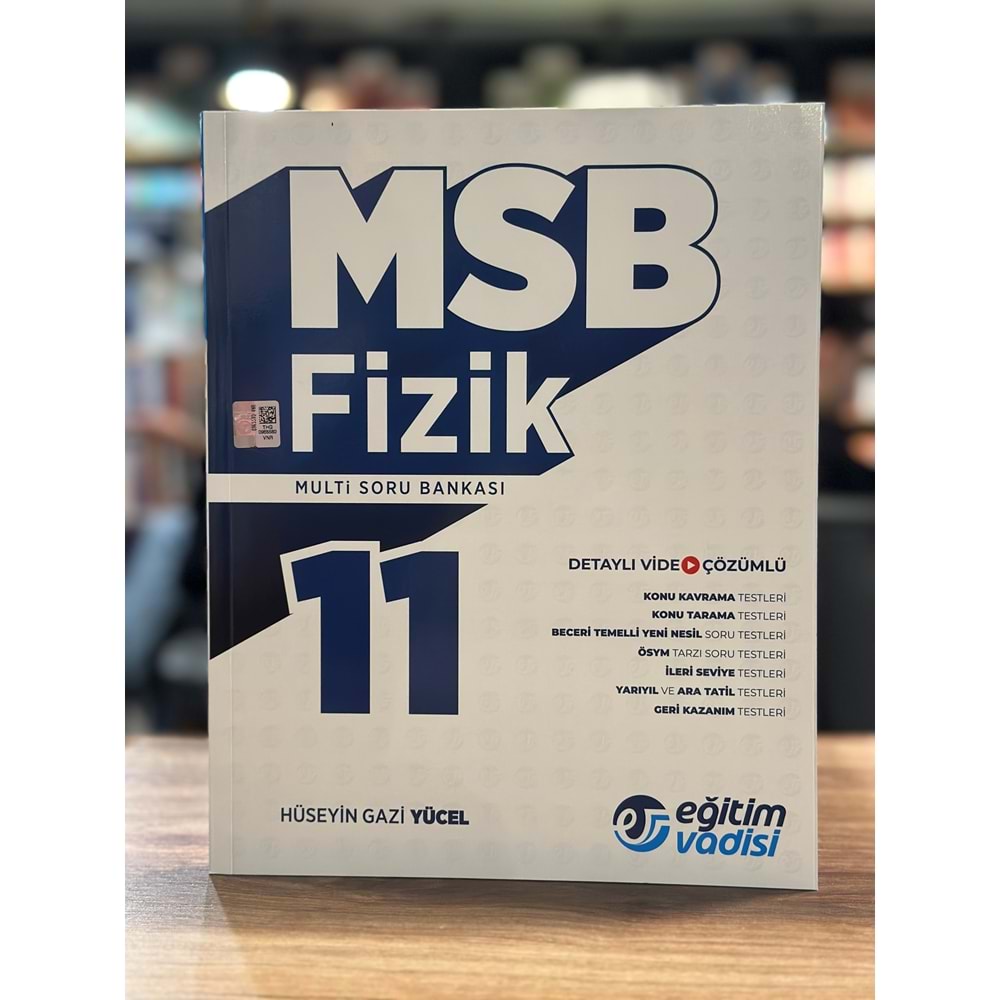 MSB
Fizik
MULTİ SORU BANKASI
11
DETAYLI VİDEO ÇÖZÜMLÜ
KONU KAVRAMA TESTLERİ
KONU TARAMA TESTLERİ
BECERİ TEMELLİ YENİ NESİL SORU TESTLERİ
ÖSYM TARZI SORU TESTLERİ
İLERİ SEVİYE TESTLERİ
YARIYIL VE ARA TATİL TESTLERİ
GERİ KAZANIM TESTLERİ
HÜSEYİN GAZİ YÜCEL
eğitim
vadisi